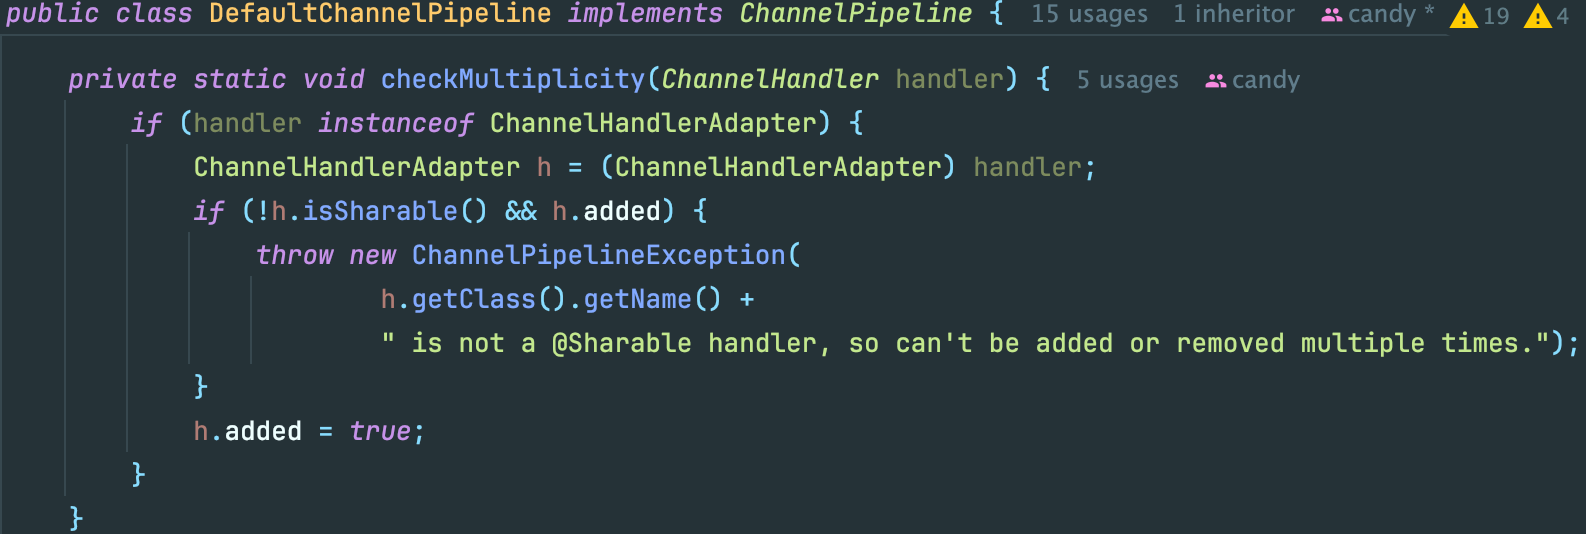 public class DefaultChannelPipeline implements ChannelPipeline { 15 usages 1 inheritor candy * 19 4
private static void checkMultiplicity(ChannelHandler handler) { 5 usages candy
if (handler instanceof ChannelHandlerAdapter) {
ChannelHandlerAdapter h = (ChannelHandlerAdapter) handler;
if (!h.isSharable() && h.added) {
throw new ChannelPipelineException(
h.getClass().getName() +
" is not a @Sharable handler, so can't be added or removed multiple times.");
}
h.added = true;
}
}